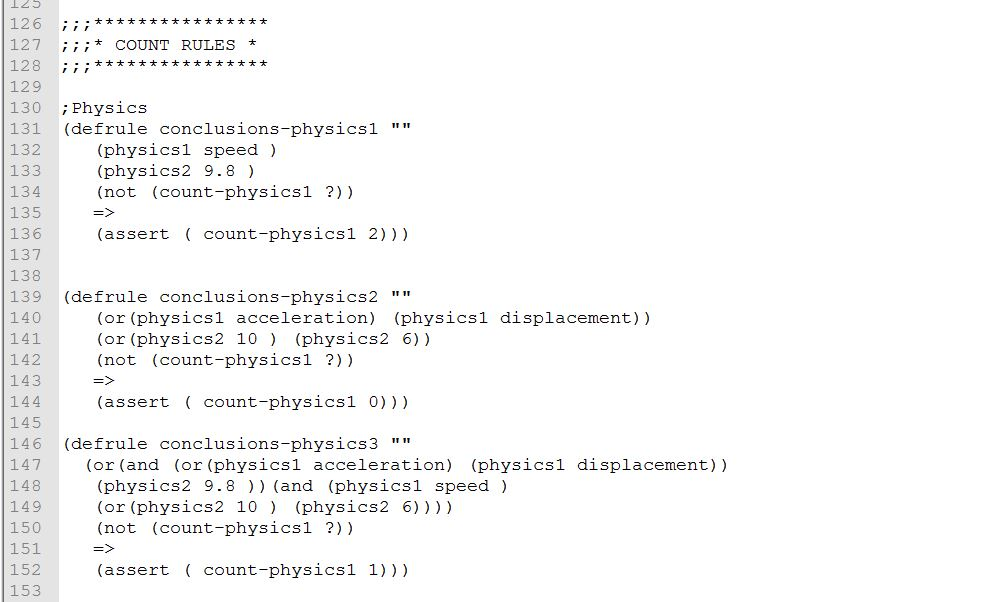 125
126 ;;;****************
127 ;;;* COUNT RULES *
128 ;;;****************
129
130 ;Physics
131 (defrule conclusions-physics1 ""
132    (physics1 speed )
133    (physics2 9.8 )
134    (not (count-physics1 ?))
135    =>
136    (assert ( count-physics1 2)))
137
138
139 (defrule conclusions-physics2 ""
140    (or(physics1 acceleration) (physics1 displacement))
141    (or(physics2 10 ) (physics2 6))
142    (not (count-physics1 ?))
143    =>
144    (assert ( count-physics1 0)))
145
146 (defrule conclusions-physics3 ""
147   (or(and (or(physics1 acceleration) (physics1 displacement))
148    (physics2 9.8 ))(and (physics1 speed )
149    (or(physics2 10 ) (physics2 6))))
150    (not (count-physics1 ?))
151    =>
152    (assert ( count-physics1 1)))
153